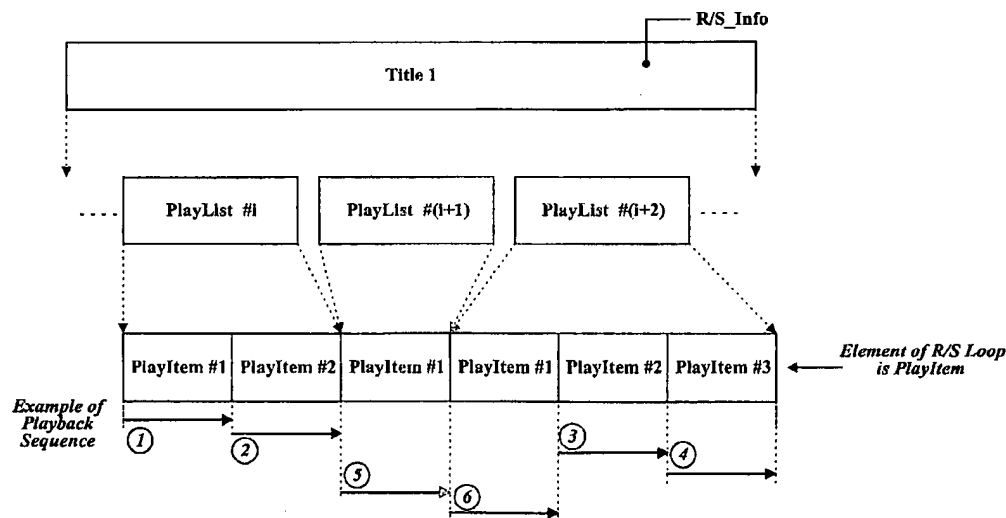 R/S_Info
Title 1
PlayList #i
PlayList #(i+1)
PlayList #(i+2)
PlayItem #1
PlayItem #2
PlayItem #1
PlayItem #1
PlayItem #2
PlayItem #3
Element of R/S Loop
is PlayItem
Example of
Playback
Sequence
1
2
3
4
5
6